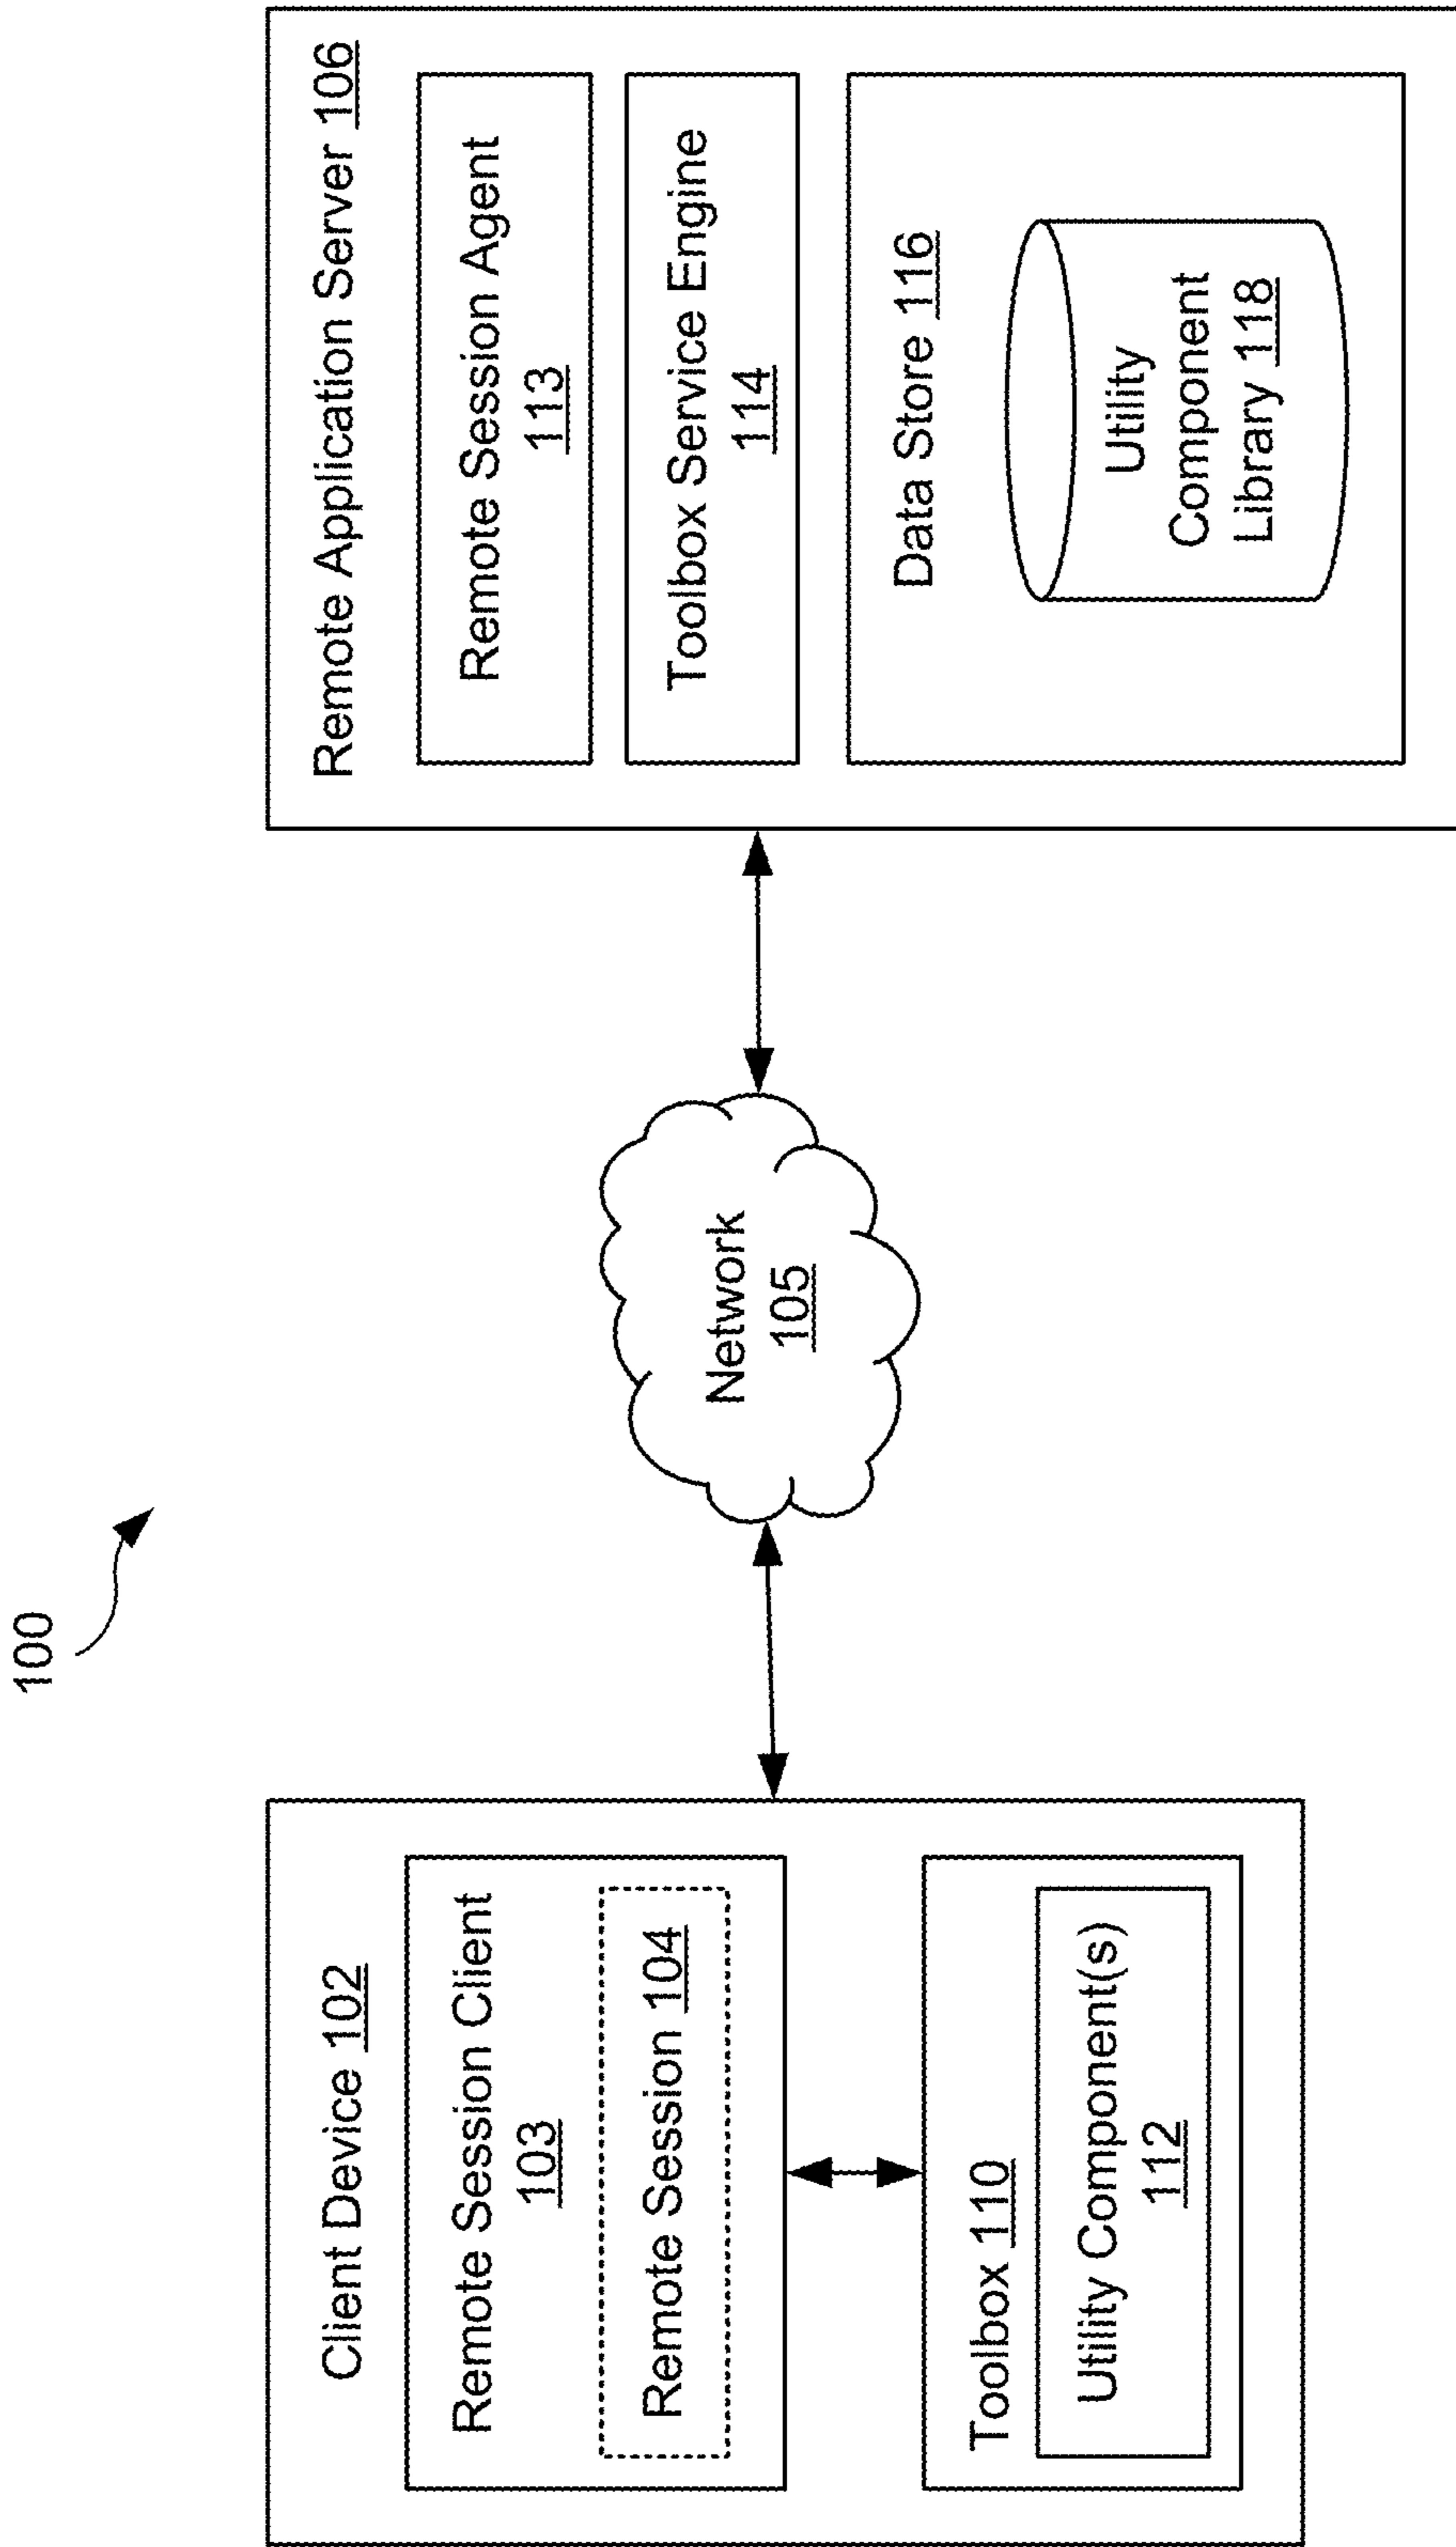 100
Client Device 102
Remote Session Client
103
Remote Session 104
Toolbox 110
Utility Component(s)
112
Network
105
Remote Application Server 106
Remote Session Agent
113
Toolbox Service Engine
114
Data Store 116
Utility
Component
Library 118